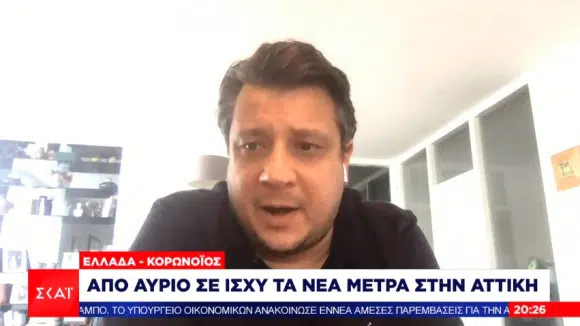 ΕΛΛΑΔΑ - ΚΟΡΩΝΟΪΟΣ
ΑΠΟ ΑΥΡΙΟ ΣΕ ΙΣΧΥ ΤΑ ΝΕΑ ΜΕΤΡΑ ΣΤΗΝ ΑΤΤΙΚΗ
ΣΚΑΪ
ΑΜΠΟ. ΤΟ ΥΠΟΥΡΓΕΙΟ ΟΙΚΟΝΟΜΙΚΩΝ ΑΝΑΚΟΙΝΩΣΕ ΕΝΝΕΑ ΑΜΕΣΕΣ ΠΑΡΕΜΒΑΣΕΙΣ ΓΙΑ ΤΗΝ Α
20:26